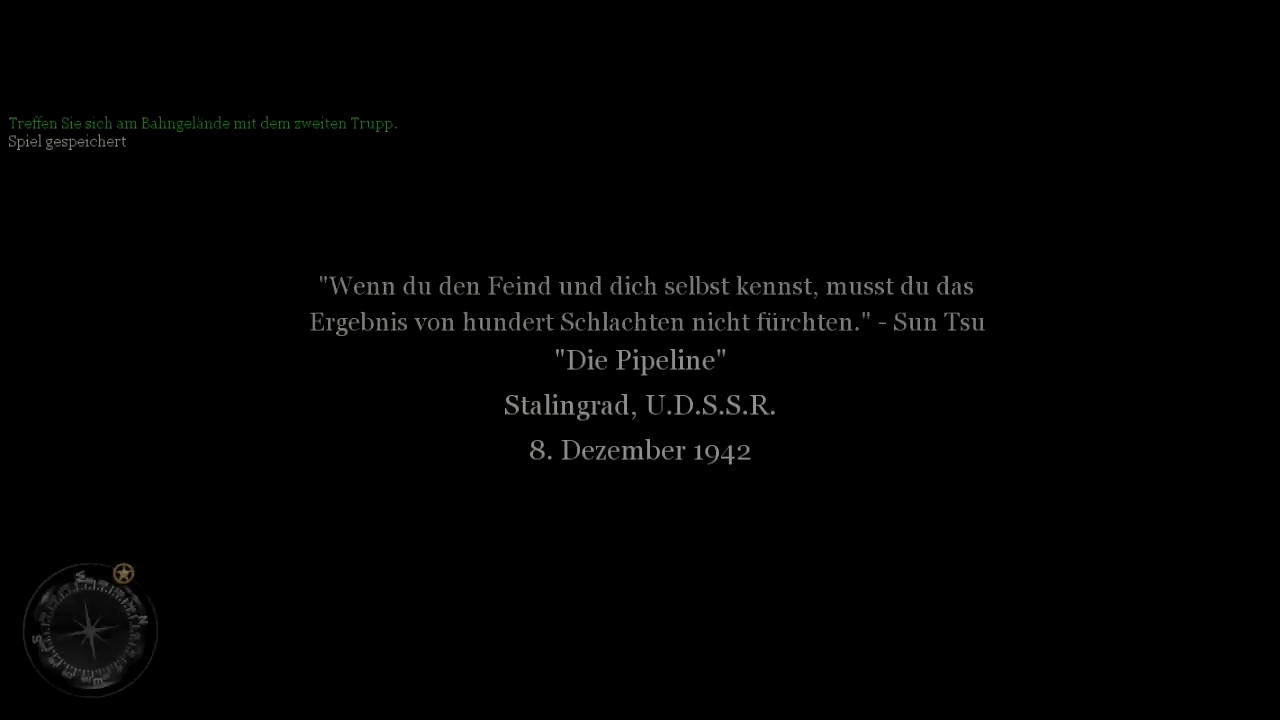 Treffen Sie sich am Bahngelände mit dem zweiten Trupp.
Spiel gespeichert
"Wenn du den Feind und dich selbst kennst, musst du das
Ergebnis von hundert Schlachten nicht fürchten." - Sun Tsu
"Die Pipeline"
Stalingrad, U.D.S.S.R.
8. Dezember 1942
W
N
S